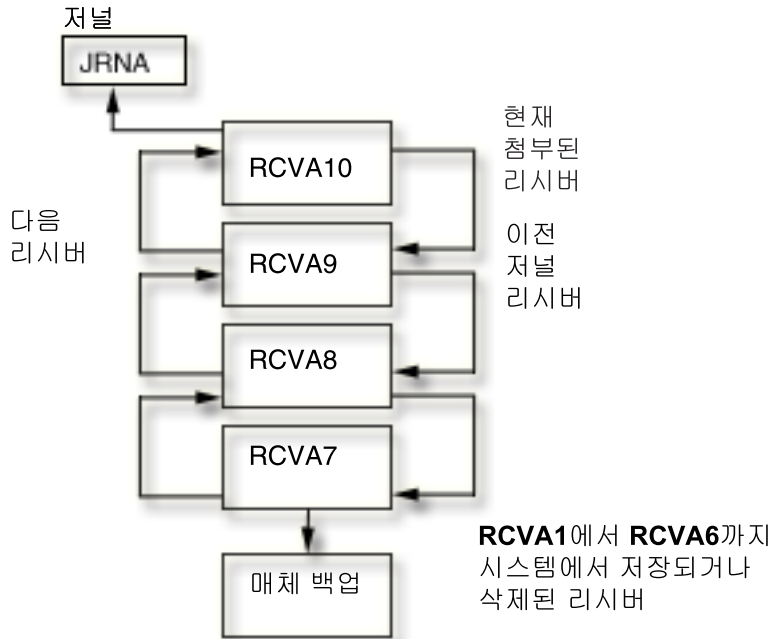 저널
JRNA
현재
첨부된
리시버
RCVA10
다음
리시버
이전
저널
리시버
RCVA9
RCVA8
RCVA7
RCVA1에서 RCVA6까지
시스템에서 저장되거나
삭제된 리시버
매체 백업